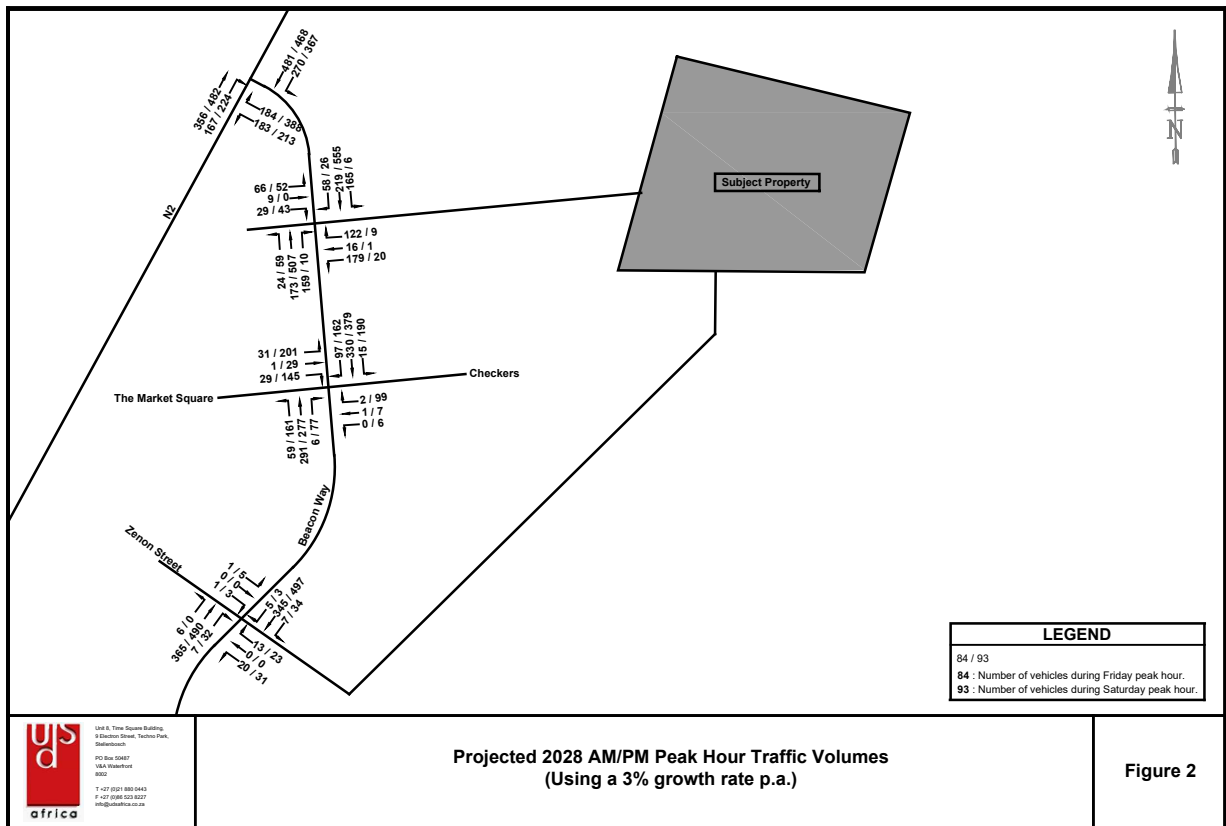 481 / 468
270 / 367
356 / 482
167 / 224
184 / 388
183 / 213
N
N2
Subject Property
66 / 52
9 / 0
29 / 43
58 / 26
219 / 555
165 / 6
24 / 59
173 / 507
159 / 10
122 / 9
16 / 1
179 / 20
31 / 201
1 / 29
29 / 145
97 / 162
330 / 379
15 / 190
The Market Square
Checkers
59 / 161
291 / 277
6 / 77
2 / 99
1 / 7
0 / 6
Beacon Way
Zenon Street
1 / 5
0 / 0
1 / 3
5 / 3
345 / 497
7 / 34
6 / 0
365 / 490
7 / 32
13 / 23
0 / 0
20 / 31
LEGEND
84 / 93
84 : Number of vehicles during Friday peak hour.
93 : Number of vehicles during Saturday peak hour.
uds
africa
Unit 8, Time Square Building,
9 Electron Street, Techno Park,
Stellenbosch
PO Box 50467
V&A Waterfront
8002
T +27 (0)21 880 0443
F +27 (0)86 523 8227
info@udsafrica.co.za
Projected 2028 AM/PM Peak Hour Traffic Volumes
(Using a 3% growth rate p.a.)
Figure 2